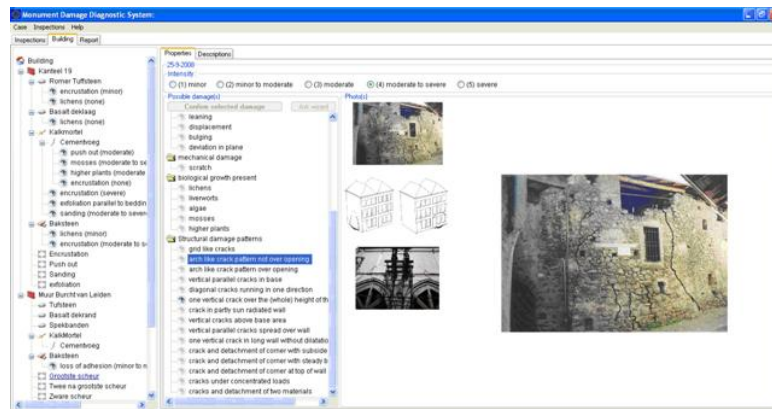 Monument Damage Diagnostic System:
Case Inspections Help
Inspections Building Report
Building
Kanteel 19
Romer Tuffsteen
encrustation (minor)
lichens (none)
Basalt deklaag
lichens (none)
Kalkmortel
Cementvoeg
push out (moderate)
mosses (moderate to se
higher plants (moderate
encrustation (none)
encrustation (severe)
exfoliation parallel to beddin
sanding (moderate to severe
Baksteen
lichens (minor)
encrustation (moderate to s
Encrustation
Push out
Sanding
exfoliation
Muur Burcht van Leiden
Tufsteen
Basalt dekrand
Spekbanden
KalkMortel
Cementvoeg
Baksteen
loss of adhesion (minor to n
Grootste scheur
Twee na grootste scheur
Zware scheur
Properties Descriptions
25-9-2008
Intensity
(1) minor (2) minor to moderate (3) moderate (4) moderate to severe (5) severe
Possible damage(s)
Confirm selected damage Ask wizard
leaning
displacement
bulging
deviation in plane
mechanical damage
scratch
biological growth present
lichens
liverworts
algae
mosses
higher plants
Structural damage patterns
grid like cracks
arch like crack pattern not over opening
arch like crack pattern over opening
vertical parallel cracks in base
diagonal cracks running in one direction
one vertical crack over the (whole) height of th
crack in partly sun radiated wall
vertical cracks above base area
vertical parallel cracks spread over wall
one vertical crack in long wall without dilatatio
crack and detachment of corner with subside
crack and detachment of corner with steady b
crack and detachment of corner at top of wall
cracks under concentrated loads
cracks and detachment of two materials
Photo(s)